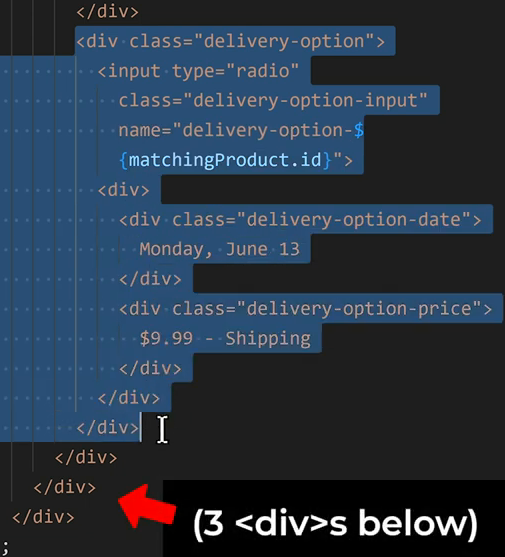 </div>
<div class="delivery-option">
<input type="radio"
class="delivery-option-input"
name="delivery-option-$
{matchingProduct.id}">
<div>
<div class="delivery-option-date">
Monday, June 13
</div>
<div class="delivery-option-price">
$9.99 - Shipping
</div>
</div>
</div>
</div>
</div>
</div>
(3 <div>s below)
;